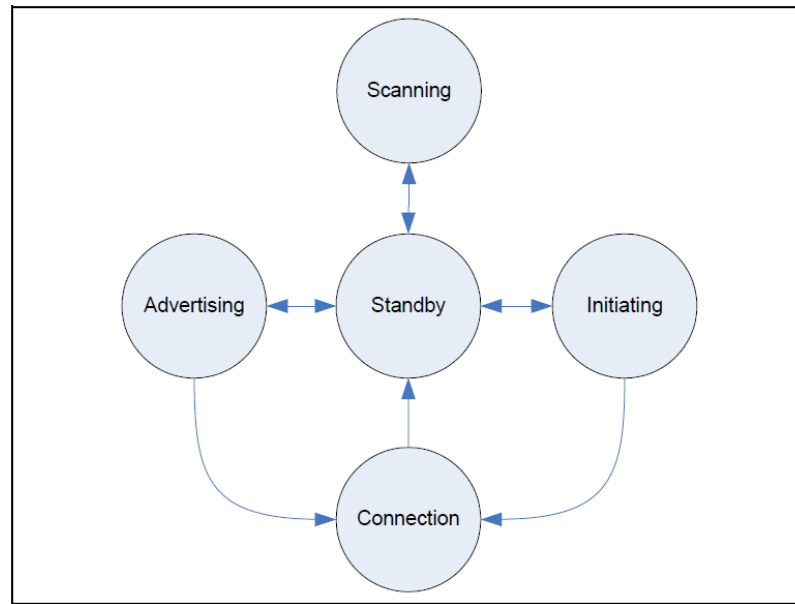 Scanning
Advertising
Standby
Initiating
Connection